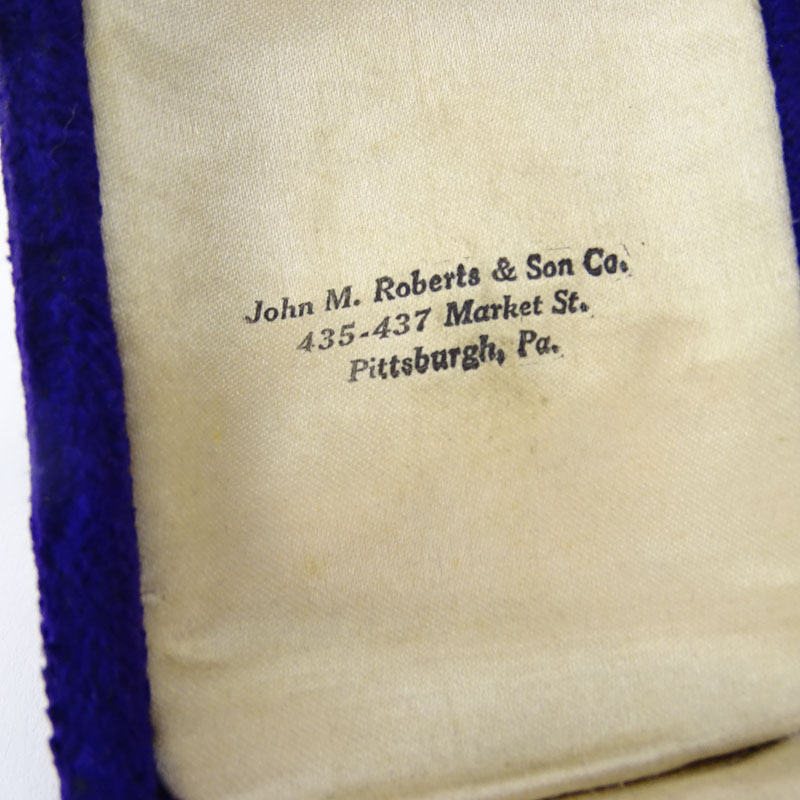 John M. Roberts & Son Co.
435-437 Market St.
Pittsburgh, Pa.